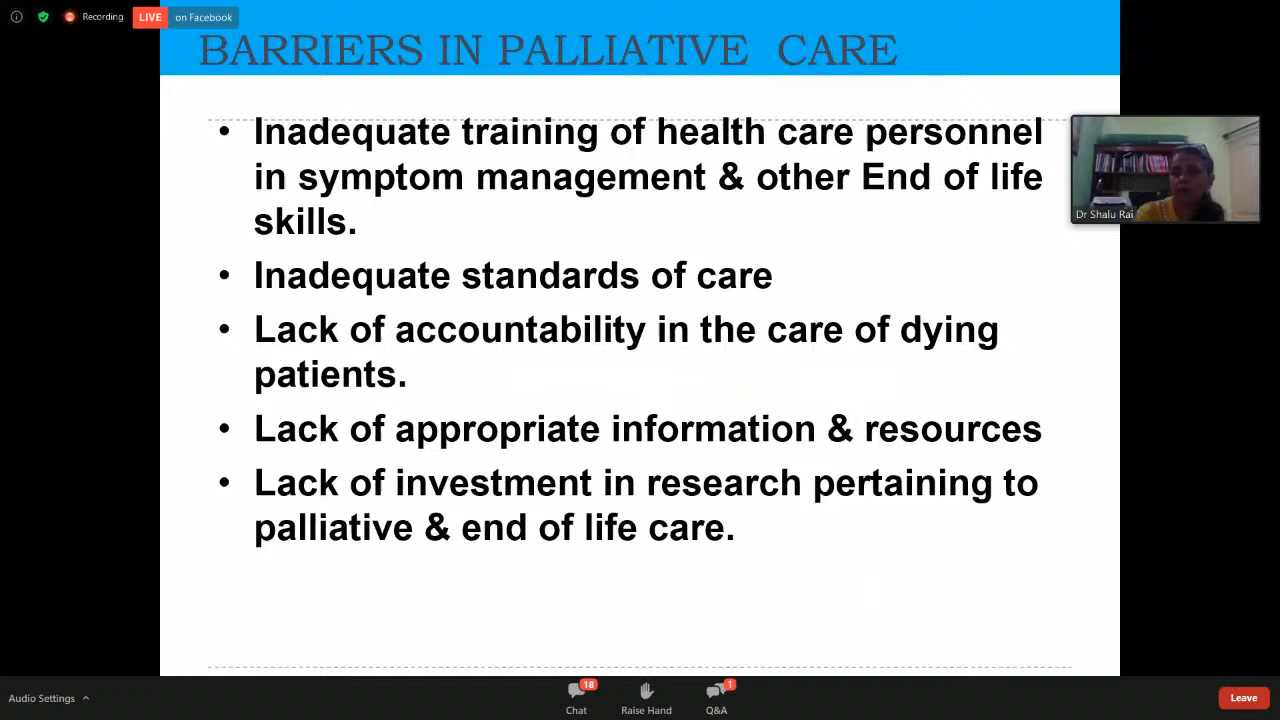 Recording
LIVE on Facebook
BARRIERS IN PALLIATIVE CARE
• Inadequate training of health care personnel
in symptom management & other End of life
skills.
• Inadequate standards of care
• Lack of accountability in the care of dying
patients.
• Lack of appropriate information & resources
• Lack of investment in research pertaining to
palliative & end of life care.
Dr Shalu Rai
Audio Settings
18
Chat
Raise Hand
1
Q&A
Leave